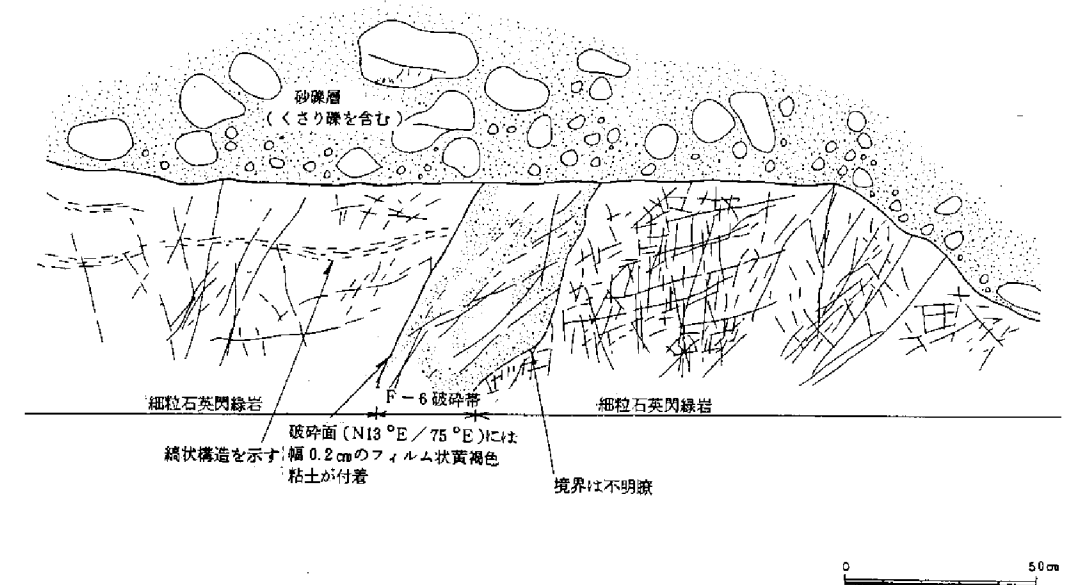 砂礫層
(くさり礫を含む)
細粒石英閃緑岩
F-6破砕帯
細粒石英閃緑岩
縞状構造を示す
破砕面(N13°E/75°E)には
幅0.2cmのフィルム状黄褐色
粘土が付着
境界は不明瞭
0 50cm